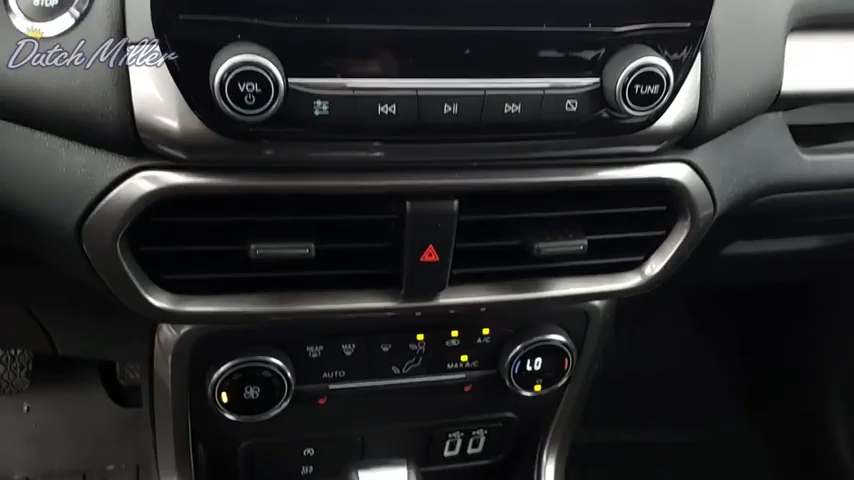 STOP
Dutch Miller
VOL
TUNE
REAR
MAX
A/C
MAX A/C
AUTO
LO